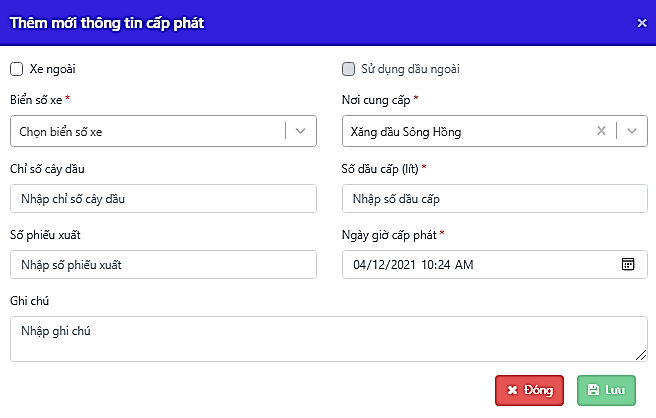 Thêm mới thông tin cấp phát
Xe ngoài
Sử dụng dầu ngoài
Biển số xe *
Nơi cung cấp *
Chọn biển số xe
Xăng dầu Sông Hồng
Chỉ số cây dầu
Số dầu cấp (lít) *
Nhập chỉ số cây dầu
Nhập số dầu cấp
Số phiếu xuất
Ngày giờ cấp phát *
Nhập số phiếu xuất
04/12/2021 10:24 AM
Ghi chú
Nhập ghi chú
Đóng
Lưu